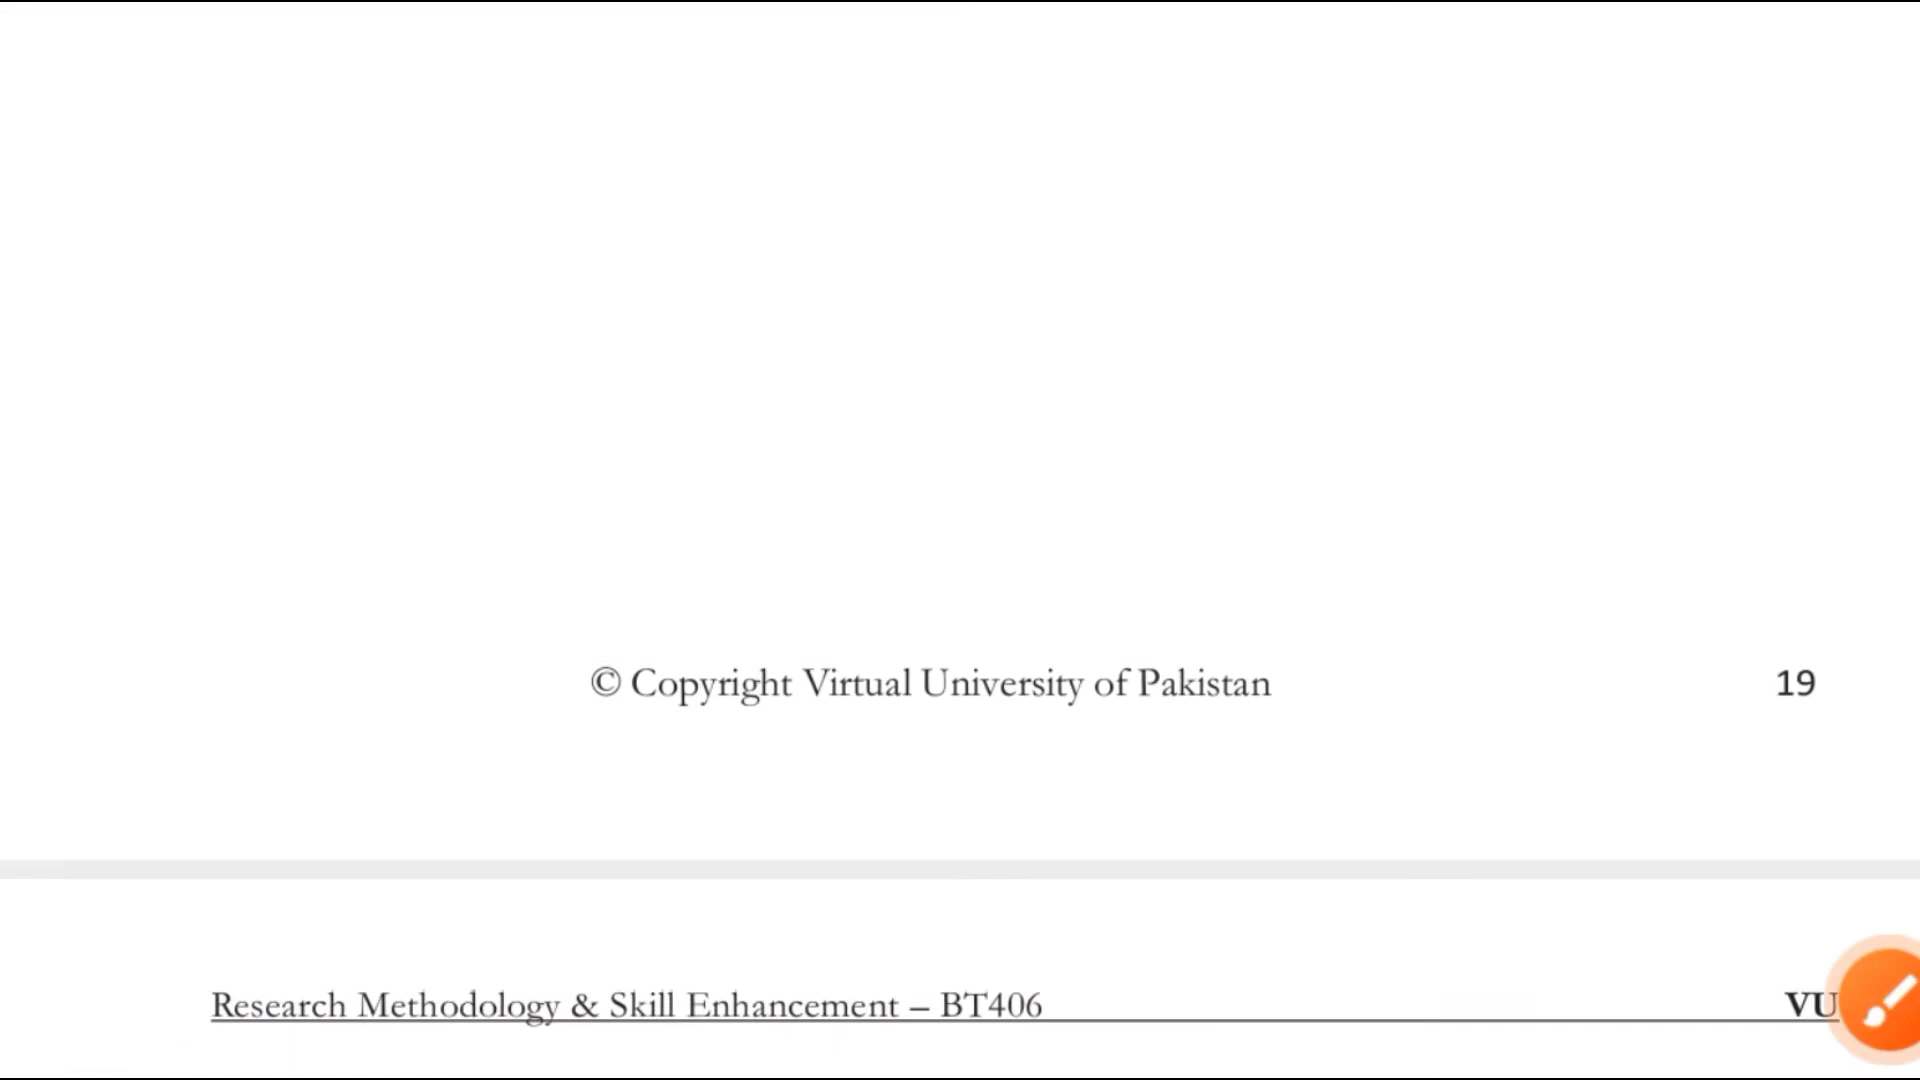 © Copyright Virtual University of Pakistan 19
Research Methodology & Skill Enhancement – BT406 VU